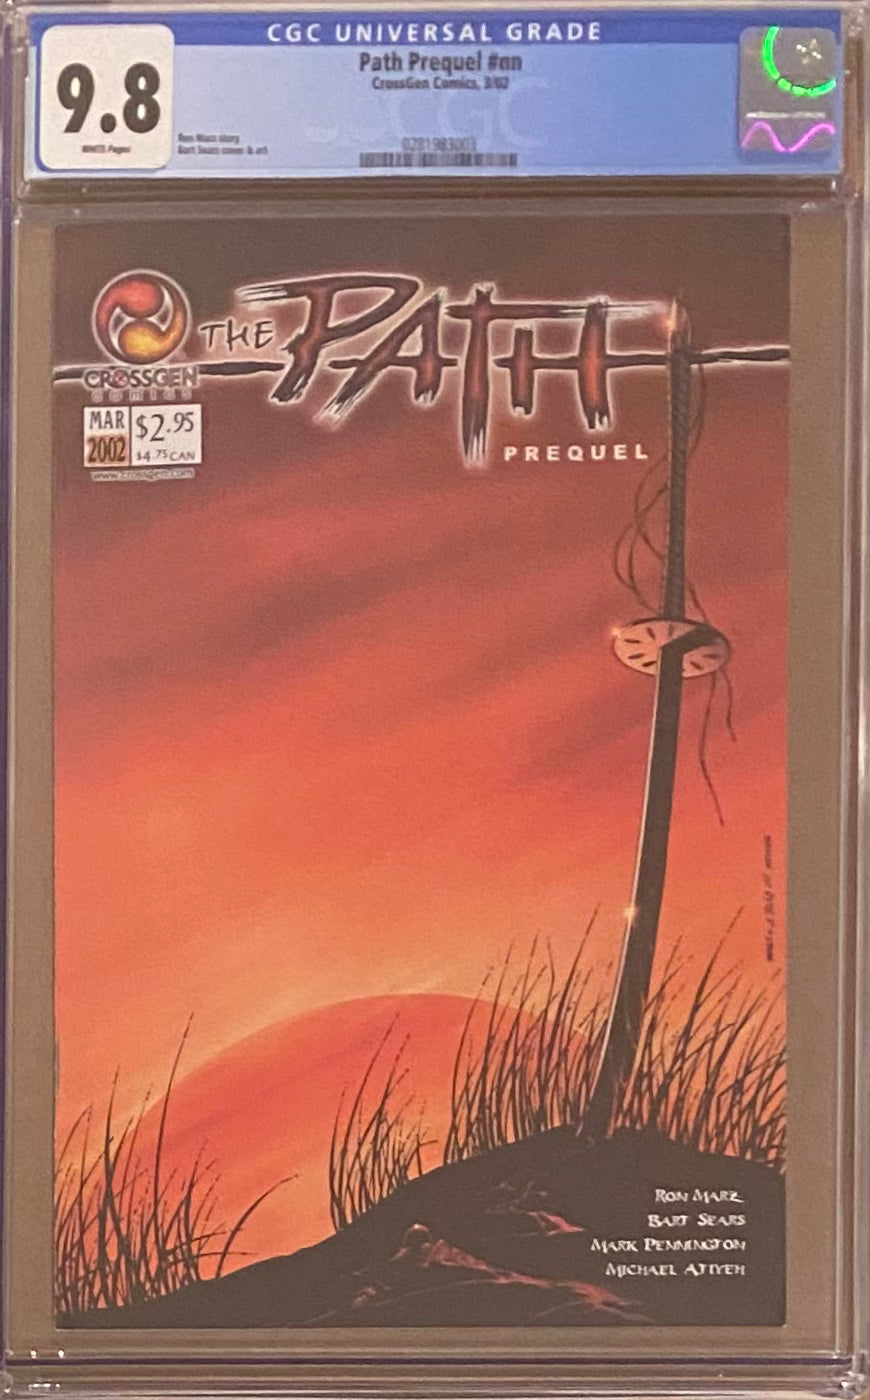 CGC UNIVERSAL GRADE
9.8
WHITE Pages
Path Prequel #nn
CrossGen Comics, 3/02
Ron Marz story
Bart Sears cover & art
CGC
0281983003
THE PATH
PREQUEL
CROSSGEN
COMICS
MAR
2002
$2.95
$4.75 CAN
www.crossgen.com
RON MARZ
BART SEARS
MARK PENNINGTON
MICHAEL ATIYEH